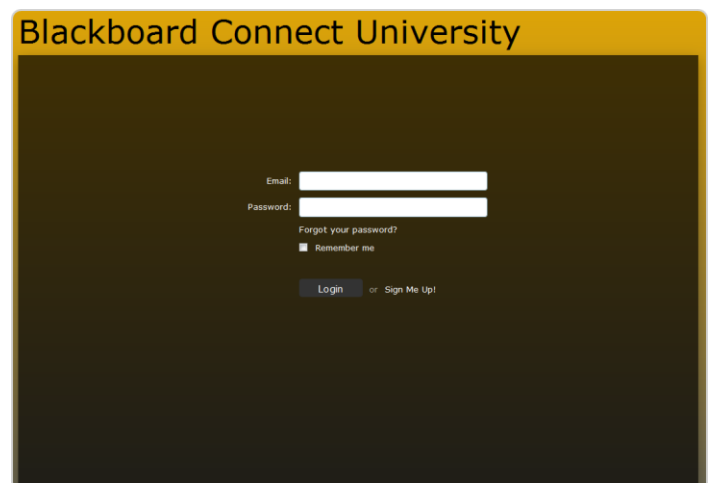 Blackboard Connect University
Email:
Password:
Forgot your password?
Remember me
Login or Sign Me Up!